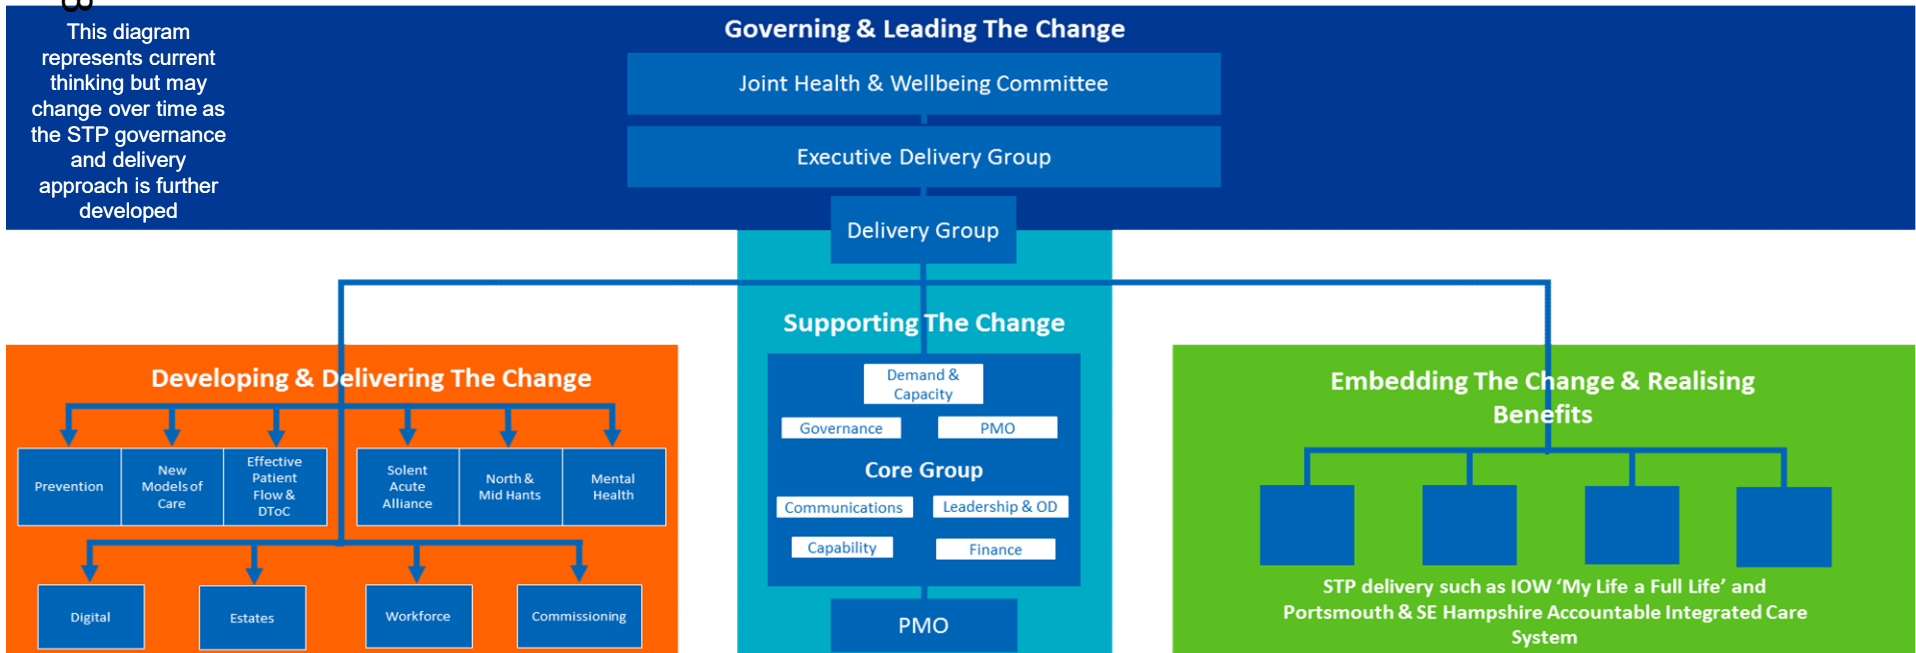 3
This diagram
represents current
thinking but may
change over time as
the STP governance
and delivery
approach is further
developed
Governing & Leading The Change
Joint Health & Wellbeing Committee
Executive Delivery Group
Delivery Group
Developing & Delivering The Change
Prevention
New
Models of
Care
Effective
Patient
Flow &
DToC
Solent
Acute
Alliance
North &
Mid Hants
Mental
Health
Digital
Estates
Workforce
Commissioning
Supporting The Change
Demand &
Capacity
Governance
PMO
Core Group
Communications
Leadership & OD
Capability
Finance
PMO
Embedding The Change & Realising
Benefits
STP delivery such as IOW ‘My Life a Full Life’ and
Portsmouth & SE Hampshire Accountable Integrated Care
System